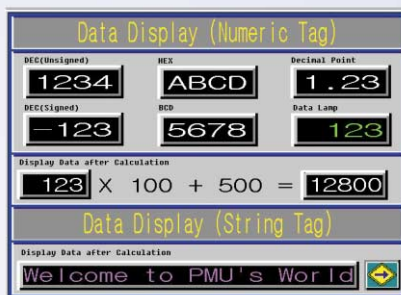 Data Display (Numeric Tag)
DEC(Unsigned) HEX Decimal Point
1234 ABCD 1.23
DEC(Signed) BCD Data Lamp
-123 5678 123
Display Data after Calculation
123 X 100 + 500 = 12800
Data Display (String Tag)
Display Data after Calculation
Welcome to PMU's World